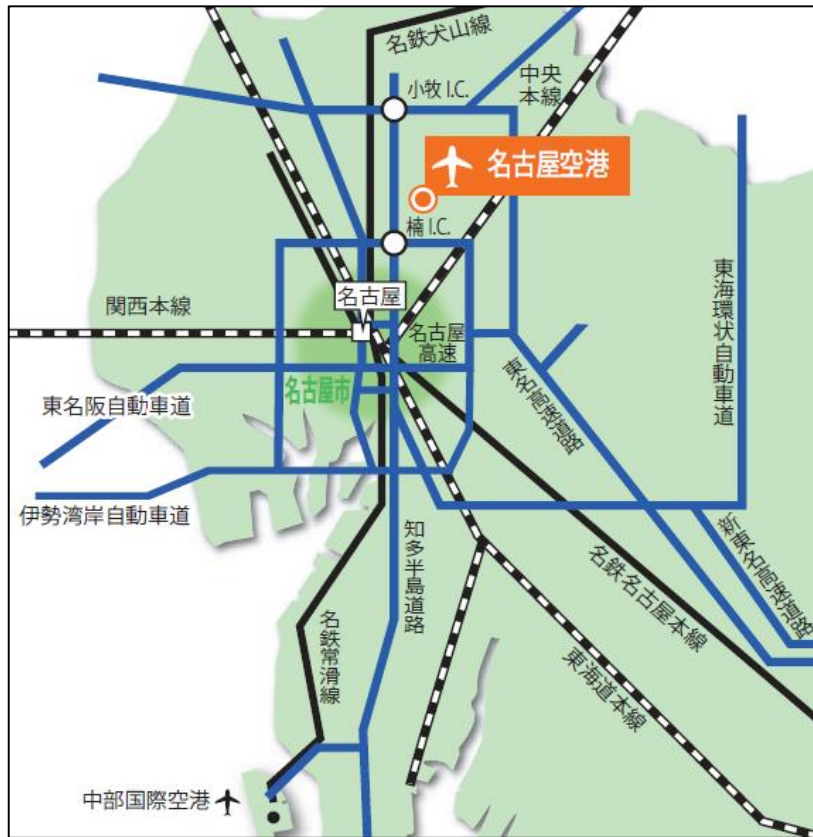 名鉄犬山線
小牧 I.C.
中央
本線
名古屋空港
楠 I.C.
名古屋
関西本線
名古屋
高速
東海環状自動車道
名古屋市
東名阪自動車道
東名高速道路
伊勢湾岸自動車道
知多半島道路
新東名高速道路
名鉄名古屋本線
名鉄常滑線
東海道本線
中部国際空港